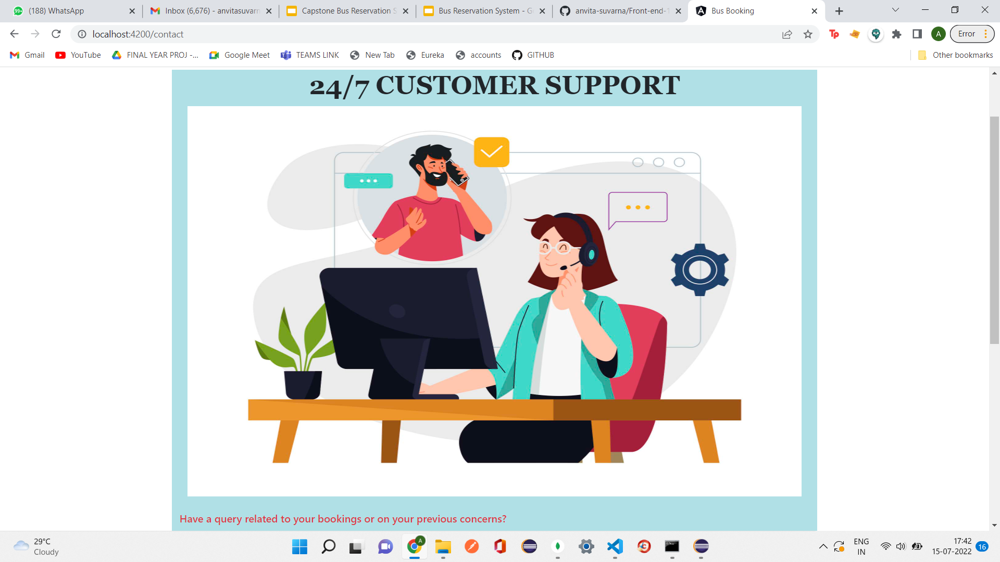 (188) WhatsApp
Inbox (6,676) - anvitasuvarn
Capstone Bus Reservation S
Bus Reservation System - Go
anvita-suvarna/Front-end-1
Bus Booking
localhost:4200/contact
Error
Gmail
YouTube
FINAL YEAR PROJ -...
Google Meet
TEAMS LINK
New Tab
Eureka
accounts
GITHUB
Other bookmarks
24/7 CUSTOMER SUPPORT
Have a query related to your bookings or on your previous concerns?
29°C
Cloudy
ENG
IN
17:42
15-07-2022
16
99+
Tp
A
A